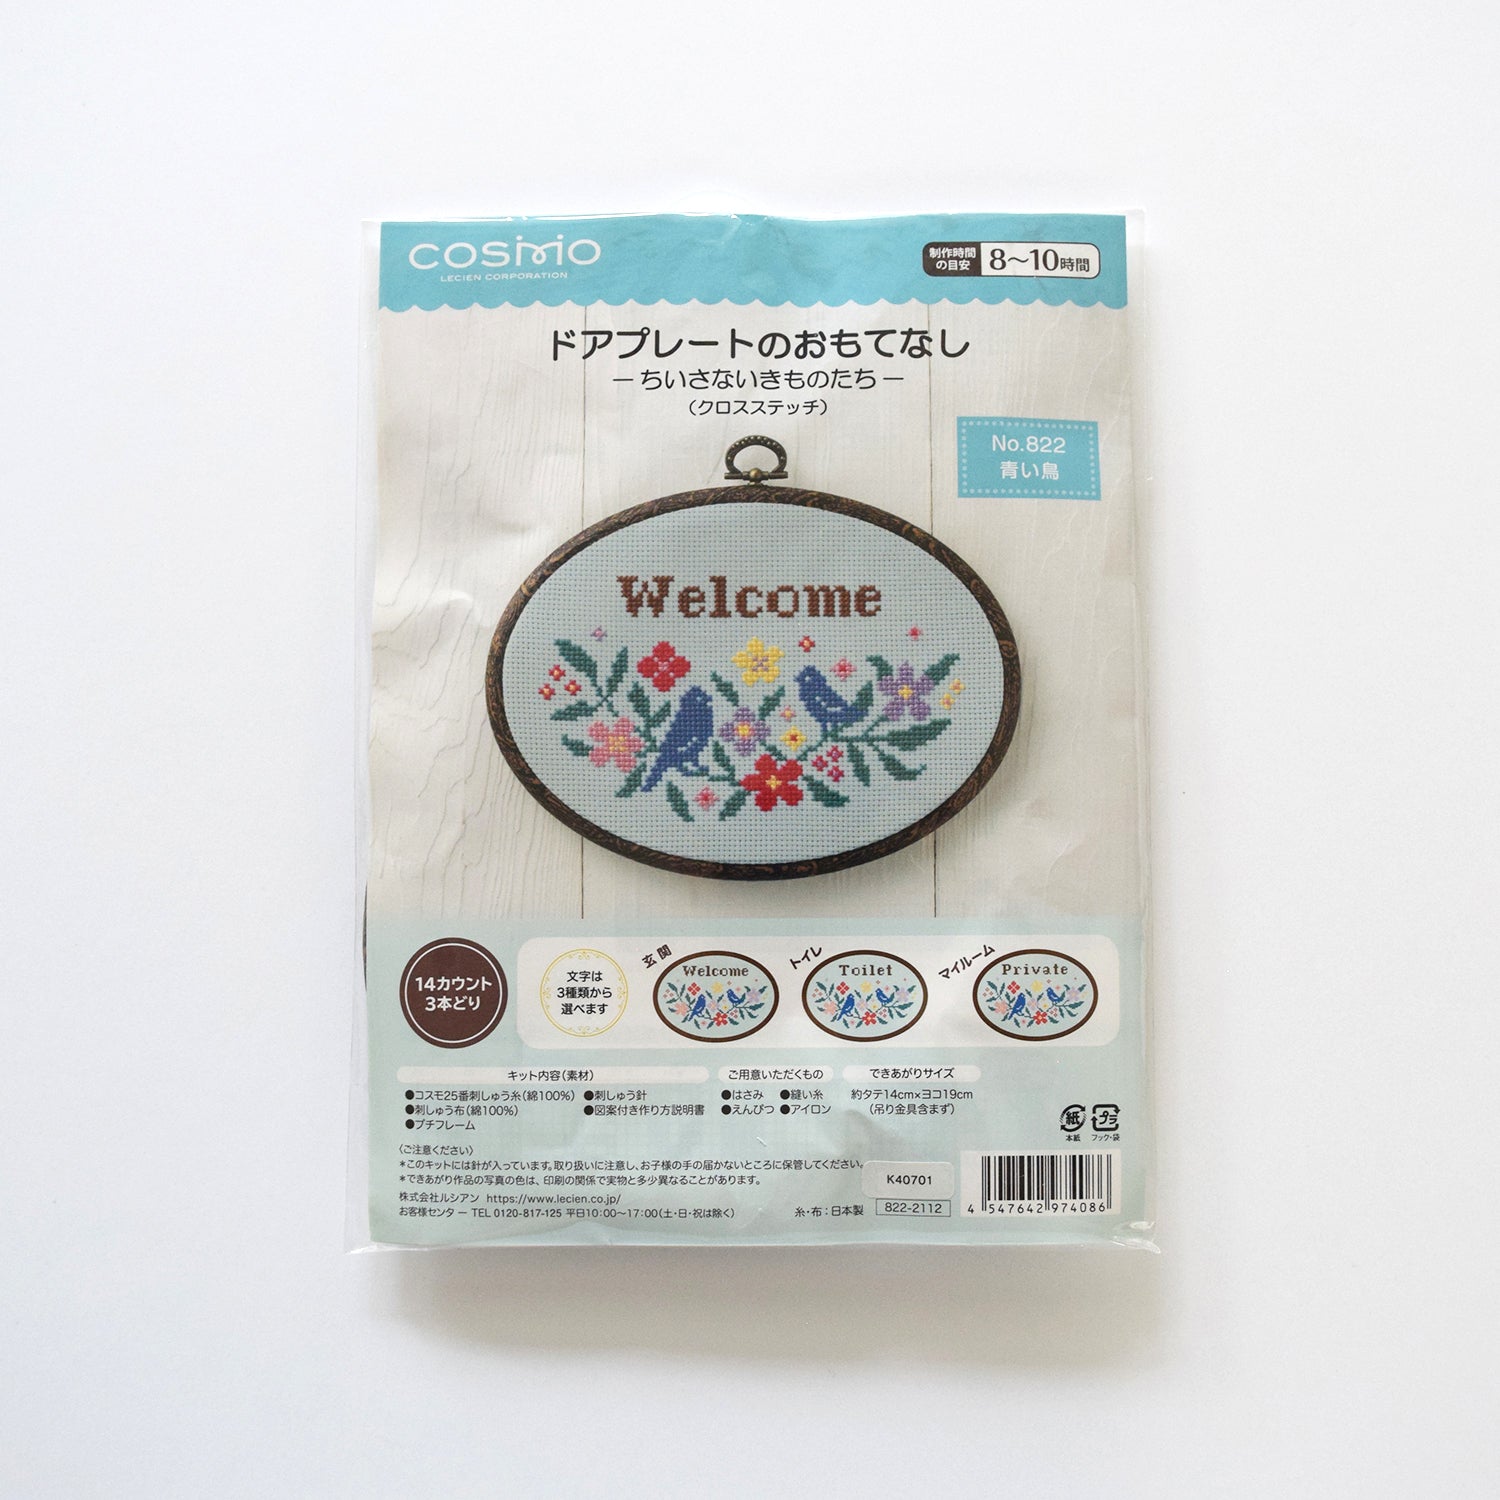 COSMO
LECIEN CORPORATION
制作時間の目安 8〜10時間
ドアプレートのおもてなし
ーちいさないきものたちー
（クロスステッチ）
No.822
青い鳥
Welcome
14カウント
3本どり
文字は
3種類から
選べます
玄関
Welcome
トイレ
Toilet
マイルーム
Private
キット内容（素材）
●コスモ25番刺しゅう糸（綿100%）
●刺しゅう布（綿100%）
●プチフレーム
●刺しゅう針
●図案付き作り方説明書
ご用意いただくもの
●はさみ ●縫い糸
●えんぴつ ●アイロン
できあがりサイズ
約タテ14cm×ヨコ19cm
（吊り金具含まず）
紙
本紙
プラ
フック・袋
〈ご注意ください〉
＊このキットには針が入っています。取り扱いに注意し、お子様の手の届かないところに保管してください。
＊できあがり作品の写真の色は、印刷の関係で実物と多少異なることがあります。
株式会社ルシアン https://www.lecien.co.jp/
お客様センター TEL 0120-817-125 平日10:00〜17:00（土・日・祝は除く）
糸・布：日本製
K40701
822-2112
4 547642 974086